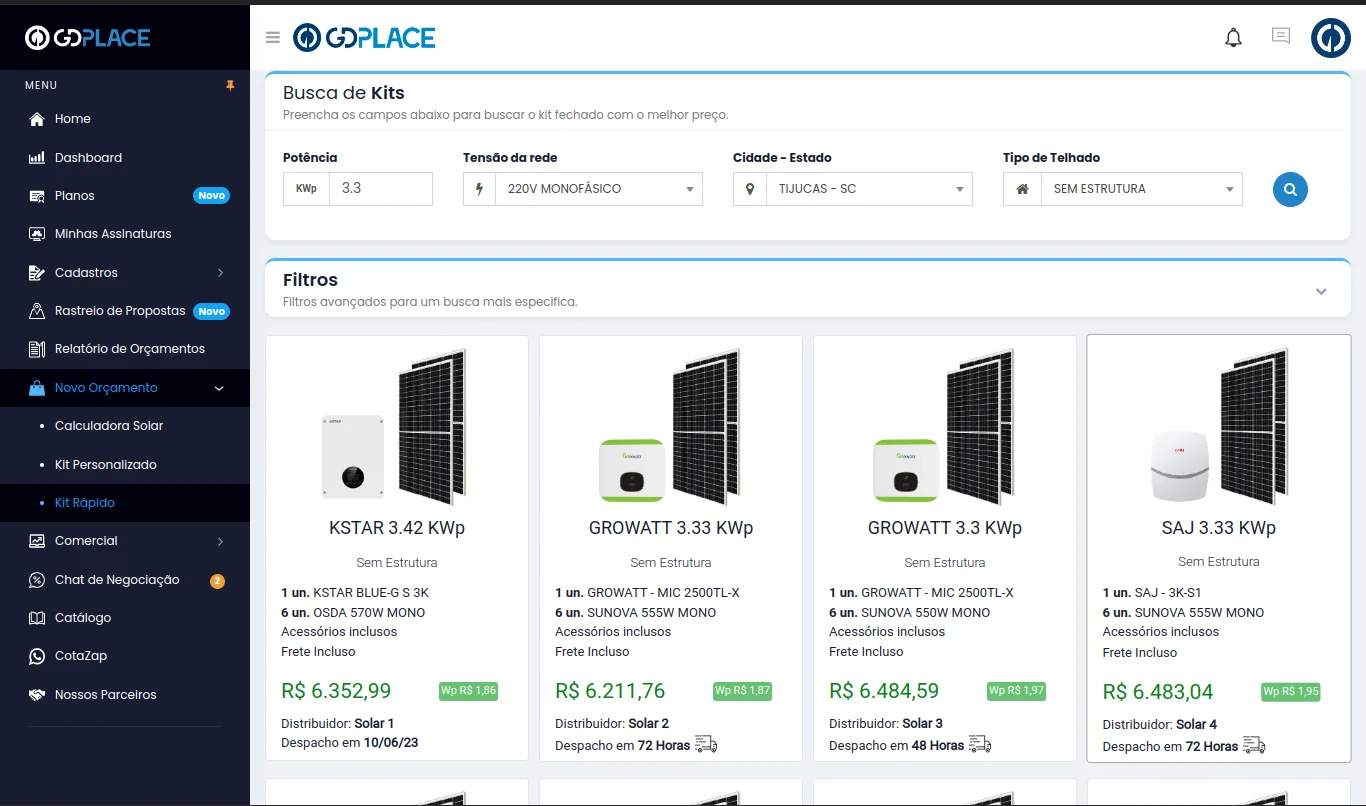 GDPLACE
GDPLACE
MENU
Home
Dashboard
Planos Novo
Minhas Assinaturas
Cadastros
Rastreio de Propostas Novo
Relatório de Orçamentos
Novo Orçamento
Calculadora Solar
Kit Personalizado
Kit Rápido
Comercial
Chat de Negociação 2
Catálogo
CotaZap
Nossos Parceiros
Busca de Kits
Preencha os campos abaixo para buscar o kit fechado com o melhor preço.
Potência
KWp 3.3
Tensão da rede
220V MONOFÁSICO
Cidade - Estado
TIJUCAS - SC
Tipo de Telhado
SEM ESTRUTURA
Filtros
Filtros avançados para um busca mais especifica.
KSTAR 3.42 KWp
Sem Estrutura
1 un. KSTAR BLUE-G S 3K
6 un. OSDA 570W MONO
Acessórios inclusos
Frete Incluso
R$ 6.352,99 Wp R$ 1,86
Distribuidor: Solar 1
Despacho em 10/06/23
GROWATT 3.33 KWp
Sem Estrutura
1 un. GROWATT - MIC 2500TL-X
6 un. SUNOVA 555W MONO
Acessórios inclusos
Frete Incluso
R$ 6.211,76 Wp R$ 1,87
Distribuidor: Solar 2
Despacho em 72 Horas
GROWATT 3.3 KWp
Sem Estrutura
1 un. GROWATT - MIC 2500TL-X
6 un. SUNOVA 550W MONO
Acessórios inclusos
Frete Incluso
R$ 6.484,59 Wp R$ 1,97
Distribuidor: Solar 3
Despacho em 48 Horas
SAJ 3.33 KWp
Sem Estrutura
1 un. SAJ - 3K-S1
6 un. SUNOVA 555W MONO
Acessórios inclusos
Frete Incluso
R$ 6.483,04 Wp R$ 1,95
Distribuidor: Solar 4
Despacho em 72 Horas